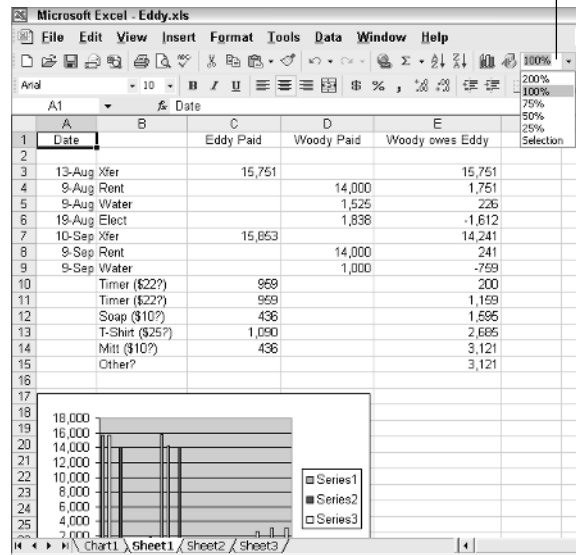 Microsoft Excel - Eddy.xls
File Edit View Insert Format Tools Data Window Help
100%
Arial 10 B I U $ % ,
200%
100%
75%
50%
25%
Selection
A1 fx Date
A B C D E
1 Date Eddy Paid Woody Paid Woody owes Eddy
2
3 13-Aug Xfer 15,751 15,751
4 9-Aug Rent 14,000 1,751
5 9-Aug Water 1,525 226
6 19-Aug Elect 1,838 -1,612
7 10-Sep Xfer 15,853 14,241
8 9-Sep Rent 14,000 241
9 9-Sep Water 1,000 -759
10 Timer ($22?) 959 200
11 Timer ($22?) 959 1,159
12 Soap ($10?) 436 1,595
13 T-Shirt ($25?) 1,090 2,685
14 Mitt ($10?) 436 3,121
15 Other? 3,121
16
17
18
19
20
21
22
23
24
25
18,000
16,000
14,000
12,000
10,000
8,000
6,000
4,000
2,000
Series1
Series2
Series3
Chart1 Sheet1 Sheet2 Sheet3